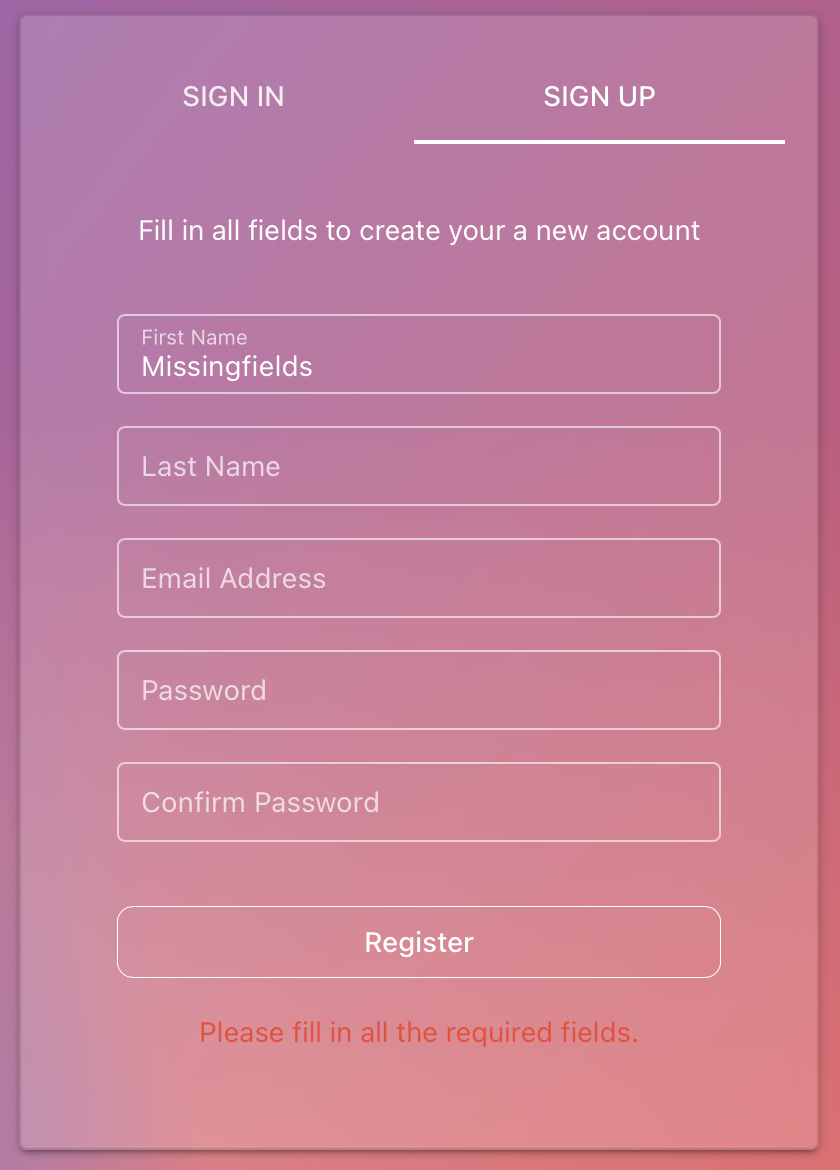 SIGN IN
SIGN UP
Fill in all fields to create your a new account
First Name
Missingfields
Last Name
Email Address
Password
Confirm Password
Register
Please fill in all the required fields.